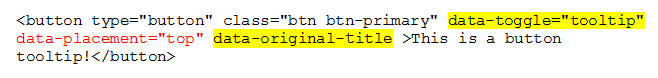 <button type="button" class="btn btn-primary" data-toggle="tooltip"
data-placement="top" data-original-title >This is a button
tooltip!</button>